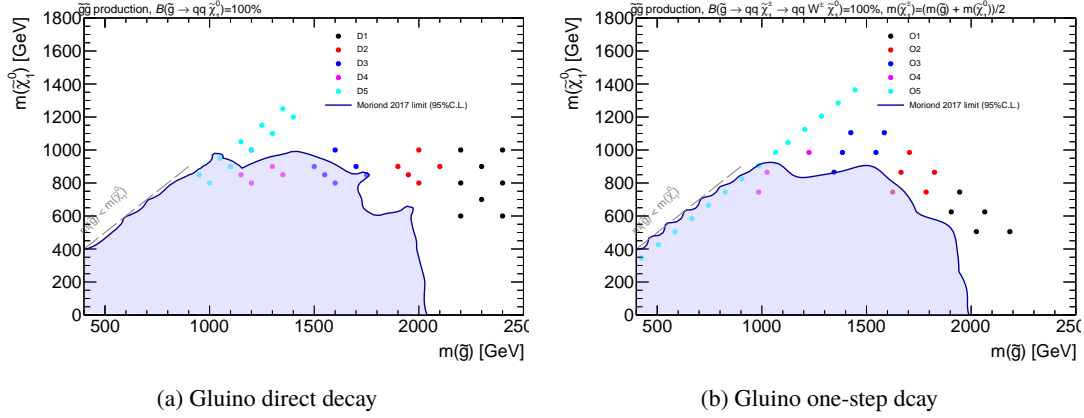 g̃g̃ production, B(g̃ → qq χ̃₁⁰)=100%
m(χ̃₁⁰) [GeV]
1800
1600
1400
1200
1000
800
600
400
200
0
D1
D2
D3
D4
D5
Moriond 2017 limit (95%C.L.)
m(g̃) < m(χ̃₁⁰)
500
1000
1500
2000
250
m(g̃) [GeV]
(a) Gluino direct decay
g̃g̃ production, B(g̃ → qq χ̃₁± → qq W± χ̃₁⁰)=100%, m(χ̃₁±)=(m(g̃) + m(χ̃₁⁰))/2
m(χ̃₁⁰) [GeV]
1800
1600
1400
1200
1000
800
600
400
200
0
O1
O2
O3
O4
O5
Moriond 2017 limit (95%C.L.)
m(g̃) < m(χ̃₁⁰)
500
1000
1500
2000
250
m(g̃) [GeV]
(b) Gluino one-step dcay